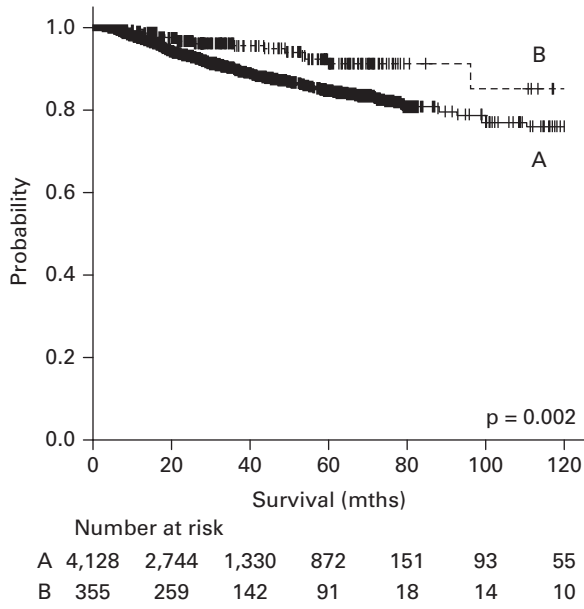 1.0
0.8
0.6
0.4
0.2
0.0
Probability
B
A
p = 0.002
0 20 40 60 80 100 120
Survival (mths)
Number at risk
A 4,128 2,744 1,330 872 151 93 55
B 355 259 142 91 18 14 10